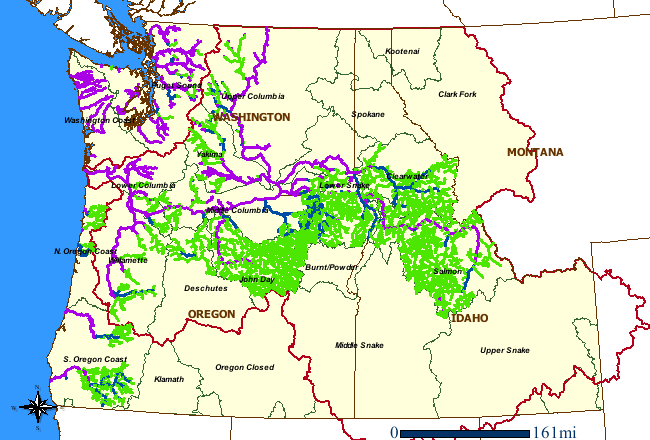 Kootenai
Puget Sound
Upper Columbia
Clark Fork
Washington Coast
WASHINGTON
Spokane
Yakima
MONTANA
Lower Columbia
Lower Snake
Clearwater
Middle Columbia
N. Oregon Coast
Willamette
Burnt/Powder
Salmon
John Day
Deschutes
OREGON
IDAHO
Middle Snake
Upper Snake
S. Oregon Coast
Oregon Closed
Klamath
N
W
E
S
0 161mi